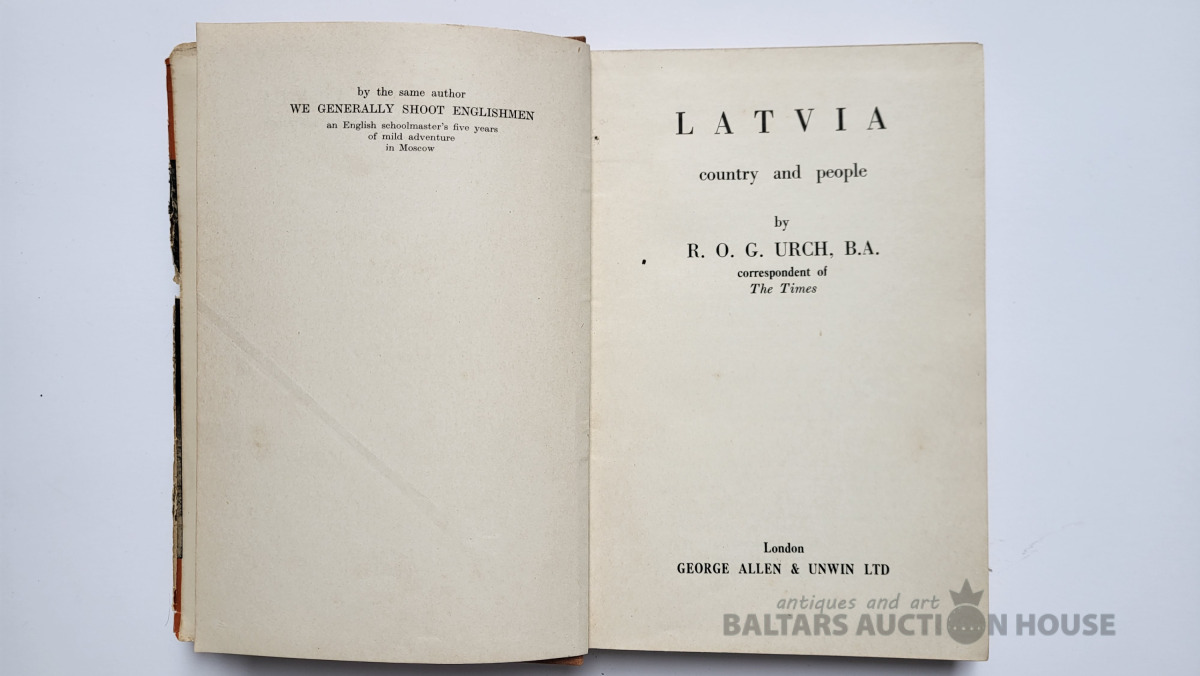 by the same author
WE GENERALLY SHOOT ENGLISHMEN
an English schoolmaster's five years
of mild adventure
in Moscow
LATVIA
country and people
by
R. O. G. URCH, B.A.
correspondent of
The Times
London
GEORGE ALLEN & UNWIN LTD
antiques and art
BALTARS AUCTION HOUSE